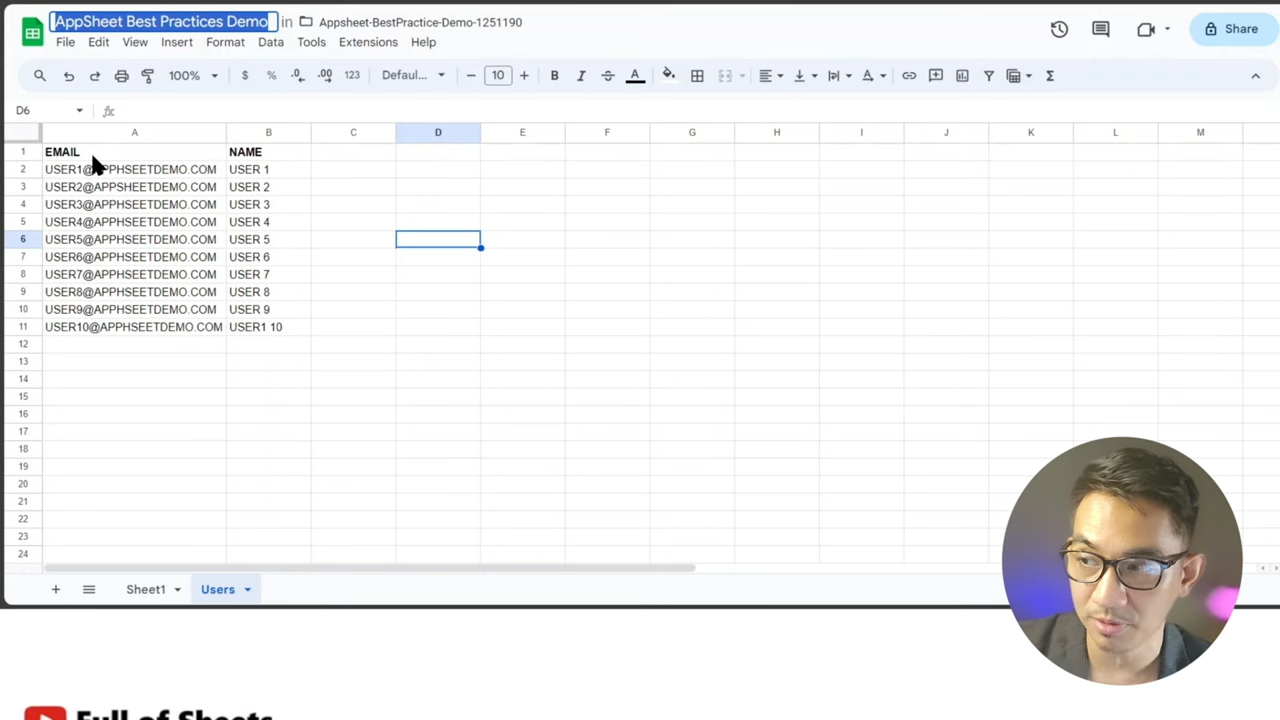 AppSheet Best Practices Demo in Appsheet-BestPractice-Demo-1251190
Share
File Edit View Insert Format Data Tools Extensions Help
100% $ % .0 .00 123 Defaul... 10 B I A
D6 fx
A B C D E F G H I J K L M
1 EMAIL NAME
2 USER1@APPHSEETDEMO.COM USER 1
3 USER2@APPSHEETDEMO.COM USER 2
4 USER3@APPHSEETDEMO.COM USER 3
5 USER4@APPHSEETDEMO.COM USER 4
6 USER5@APPHSEETDEMO.COM USER 5
7 USER6@APPHSEETDEMO.COM USER 6
8 USER7@APPHSEETDEMO.COM USER 7
9 USER8@APPHSEETDEMO.COM USER 8
10 USER9@APPHSEETDEMO.COM USER 9
11 USER10@APPHSEETDEMO.COM USER1 10
12
13
14
15
16
17
18
19
20
21
22
23
24
Sheet1 Users
Full of Sheets